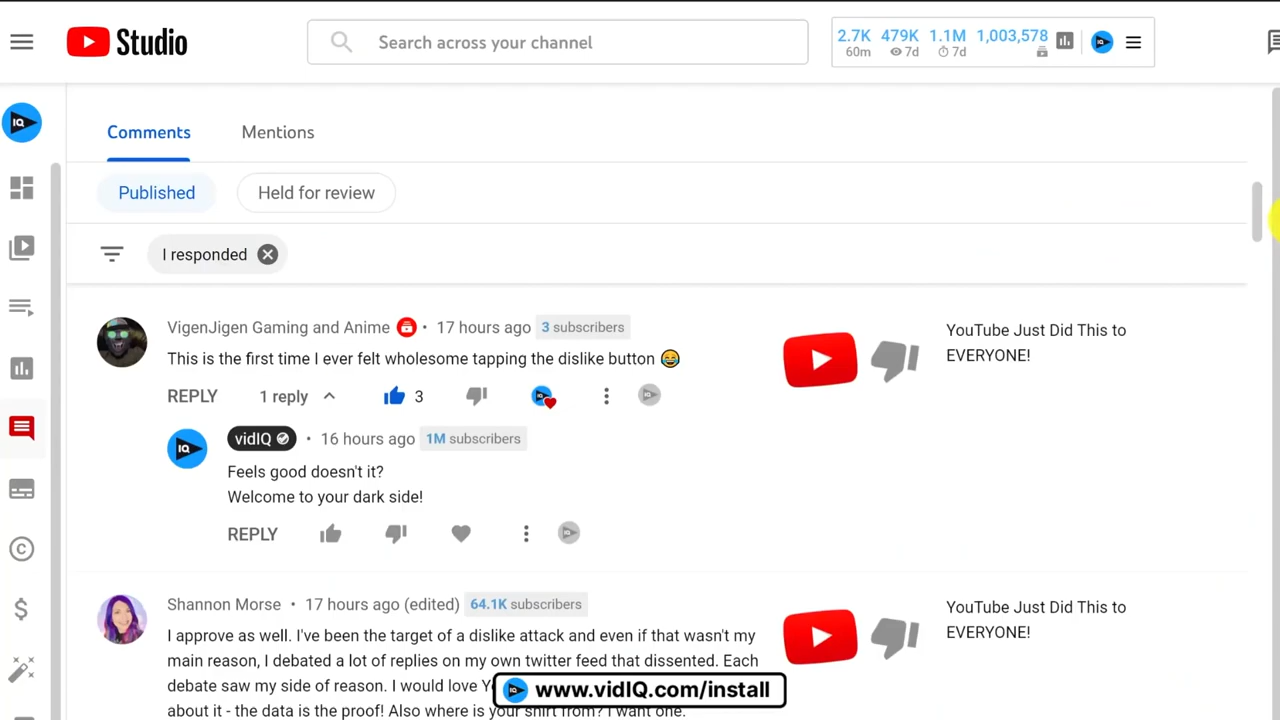 Studio
Search across your channel
2.7K 479K 1.1M 1,003,578
60m 7d 7d
IQ
IQ
Comments Mentions
Published Held for review
I responded
VigenJigen Gaming and Anime • 17 hours ago 3 subscribers
This is the first time I ever felt wholesome tapping the dislike button 😂
REPLY 1 reply 3
YouTube Just Did This to
EVERYONE!
IQ
vidIQ • 16 hours ago 1M subscribers
Feels good doesn't it?
Welcome to your dark side!
REPLY
Shannon Morse • 17 hours ago (edited) 64.1K subscribers
I approve as well. I've been the target of a dislike attack and even if that wasn't my
main reason, I debated a lot of replies on my own twitter feed that dissented. Each
debate saw my side of reason. I would love
about it - the data is the proof! Also where is your shirt from? I want one.
YouTube Just Did This to
EVERYONE!
www.vidIQ.com/install